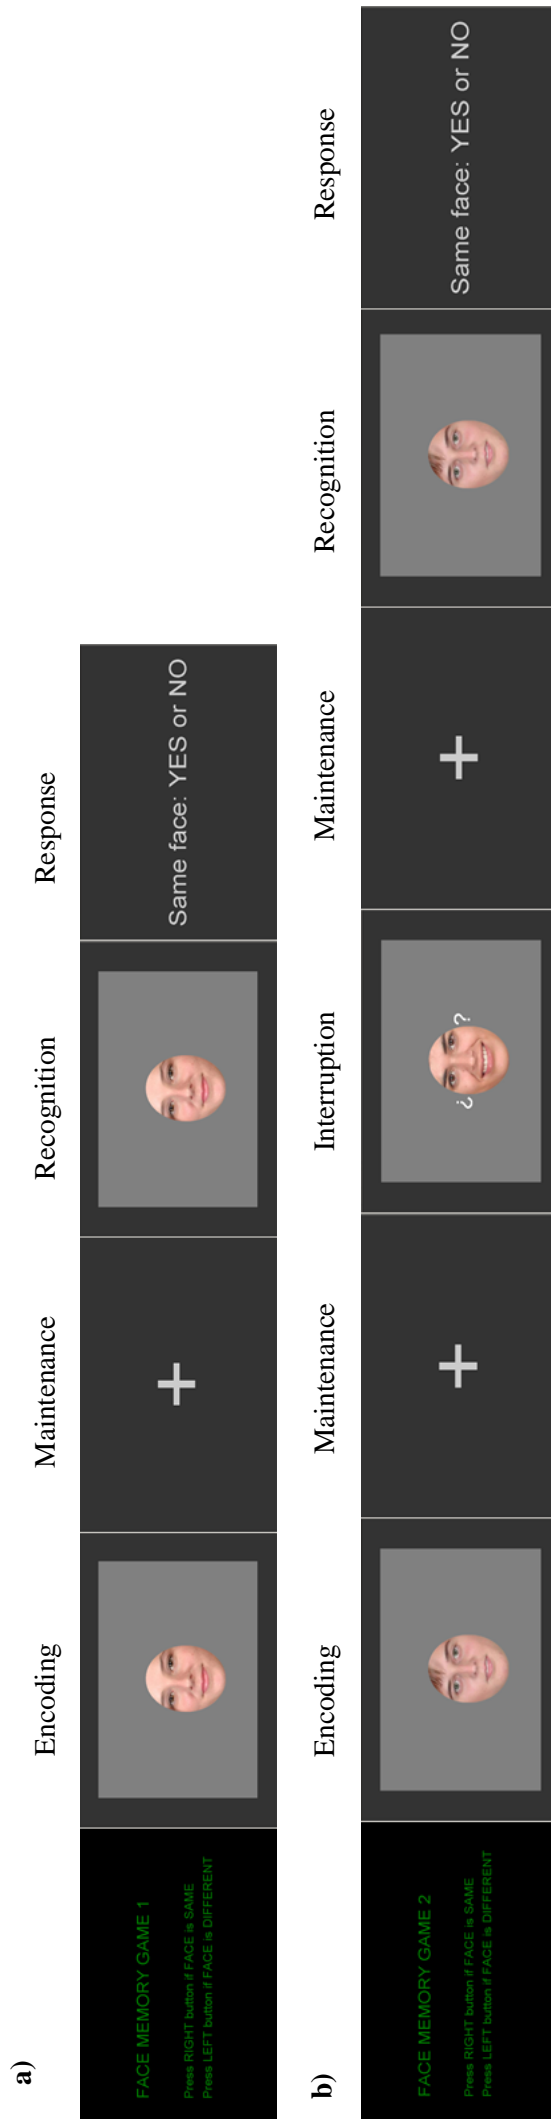 a)
Encoding
Maintenance
Recognition
Response
FACE MEMORY GAME 1
Press RIGHT button if FACE is SAME
Press LEFT button if FACE is DIFFERENT
+
+
Same face: YES or NO
b)
Encoding
Maintenance
Interruption
Maintenance
Recognition
Response
FACE MEMORY GAME 2
Press RIGHT button if FACE is SAME
Press LEFT button if FACE is DIFFERENT
+
? ?
+
Same face: YES or NO